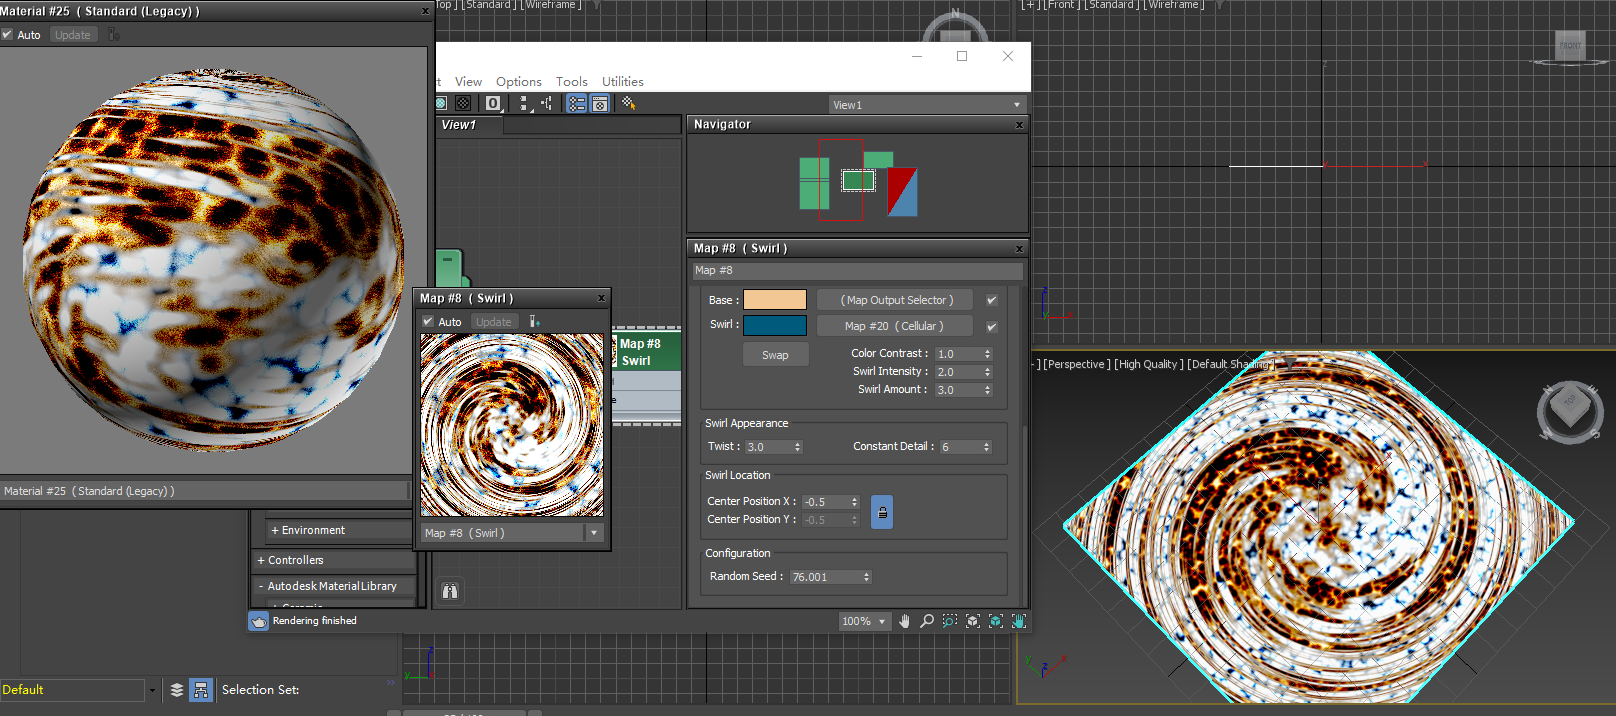 Material #25 ( Standard (Legacy) ) x
Auto Update
Top ] [Standard ] [Wireframe ]
N
[+] [Front ] [Standard ] [Wireframe ]
FRONT
z
x
View Options Tools Utilities
0
View1
View1
Navigator x
Map #8 ( Swirl ) x
Map #8
Base : ( Map Output Selector )
Swirl : Map #20 ( Cellular )
Swap
Color Contrast : 1.0
Swirl Intensity : 2.0
Swirl Amount : 3.0
Swirl Appearance
Twist : 3.0 Constant Detail : 6
Swirl Location
Center Position X : -0.5
Center Position Y : -0.5
Configuration
Random Seed : 76.001
Map #8 ( Swirl ) x
Auto Update
Map #8
Swirl
Map #8 ( Swirl )
Material #25 ( Standard (Legacy) )
+ Environment
+ Controllers
- Autodesk Material Library
Rendering finished
100%
] [Perspective ] [High Quality ] [Default Shading ]
TOP
Default
Selection Set: